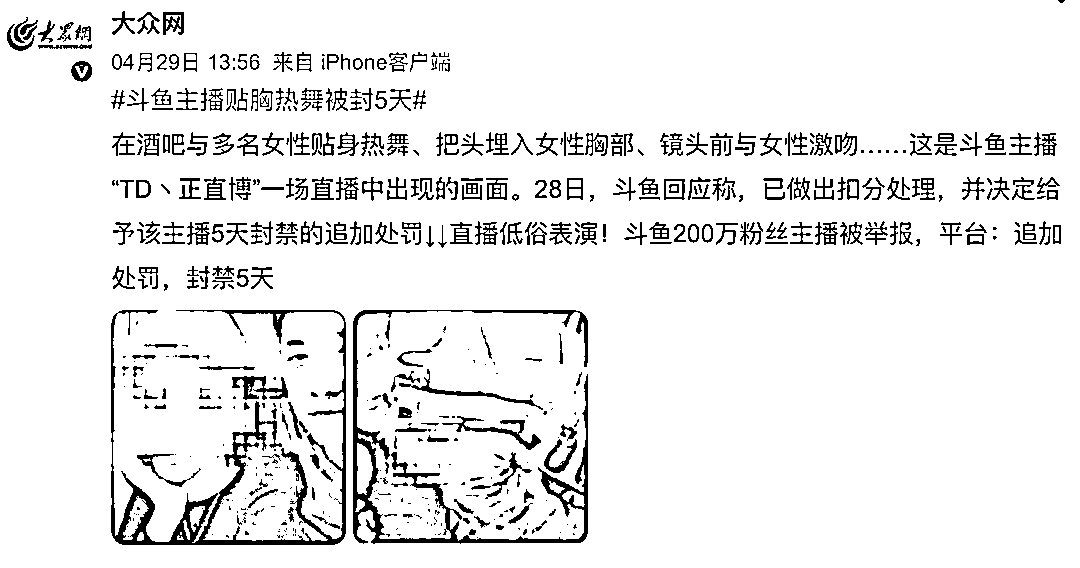 大众网
大众网
04月29日 13:56 来自 iPhone客户端
#斗鱼主播贴胸热舞被封5天#
在酒吧与多名女性贴身热舞、把头埋入女性胸部、镜头前与女性激吻……这是斗鱼主播
“TD丶正直博”一场直播中出现的画面。28日，斗鱼回应称，已做出扣分处理，并决定给
予该主播5天封禁的追加处罚↓↓直播低俗表演！斗鱼200万粉丝主播被举报，平台：追加
处罚，封禁5天